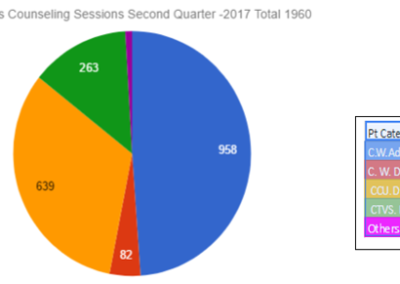 s Counseling Sessions Second Quarter -2017 Total 1960
263
958
639
82
Pt Cate
C.W.Ad
C. W. D
CCU. D
CTVS.
Others